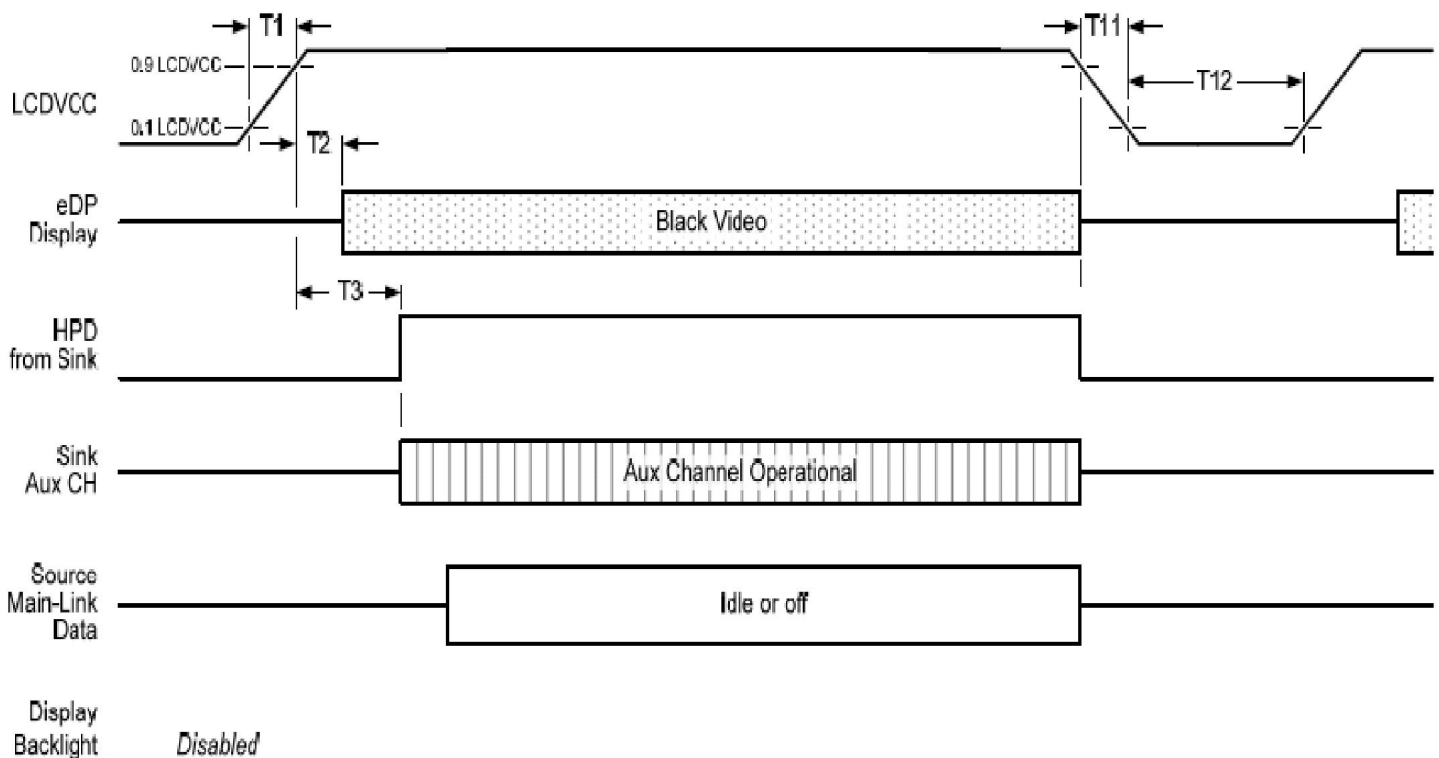 T1
T11
0.9 LCDVCC
LCDVCC
T12
0.1 LCDVCC
T2
eDP
Display
Black Video
T3
HPD
from Sink
Sink
Aux CH
Aux Channel Operational
Source
Main-Link
Data
Idle or off
Display
Backlight
Disabled